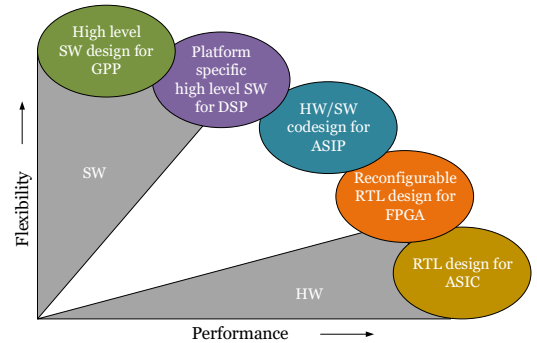 High level
SW design for
GPP
Platform
specific
high level SW
for DSP
HW/SW
codesign for
ASIP
Reconfigurable
RTL design for
FPGA
RTL design for
ASIC
SW
HW
Flexibility
Performance